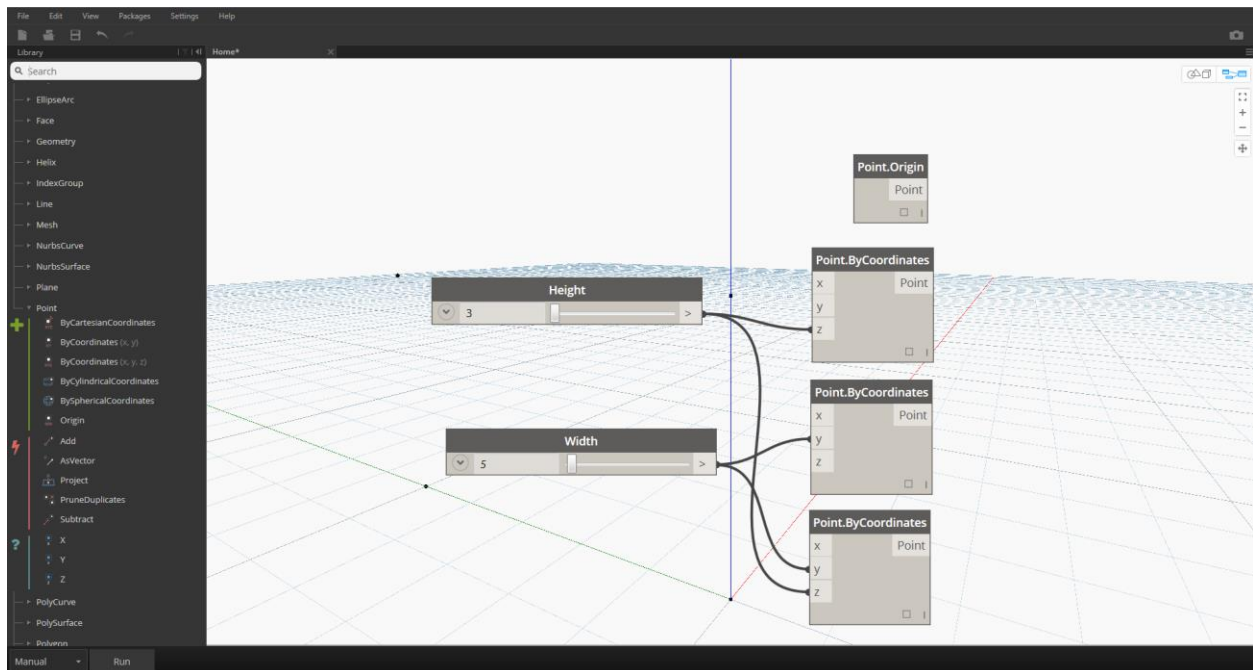 File Edit View Packages Settings Help
Library
Home*
Search
EllipseArc
Face
Geometry
Helix
IndexGroup
Line
Mesh
NurbsCurve
NurbsSurface
Plane
Point
ByCartesianCoordinates
ByCoordinates (x, y)
ByCoordinates (x, y, z)
ByCylindricalCoordinates
BySphericalCoordinates
Origin
Add
AsVector
Project
PruneDuplicates
Subtract
X
Y
Z
PolyCurve
PolySurface
Polygon
Manual
Run
Height
3 >
Width
5 >
Point.Origin
Point
Point.ByCoordinates
x Point
y
z
Point.ByCoordinates
x Point
y
z
Point.ByCoordinates
x Point
y
z